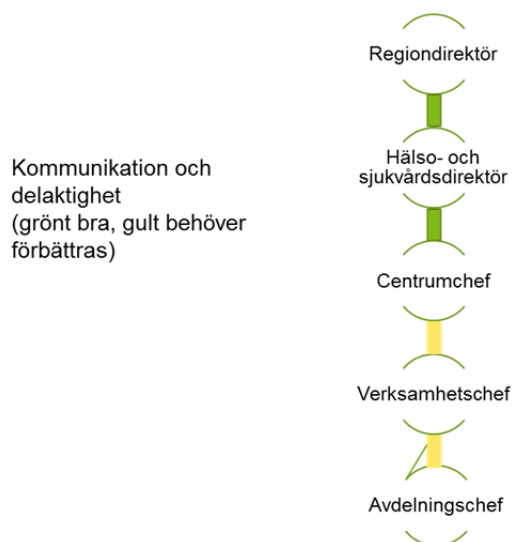 Regiondirektör
Hälso- och
sjukvårdsdirektör
Kommunikation och
delaktighet
(grönt bra, gult behöver
förbättras)
Centrumchef
Verksamhetschef
Avdelningschef